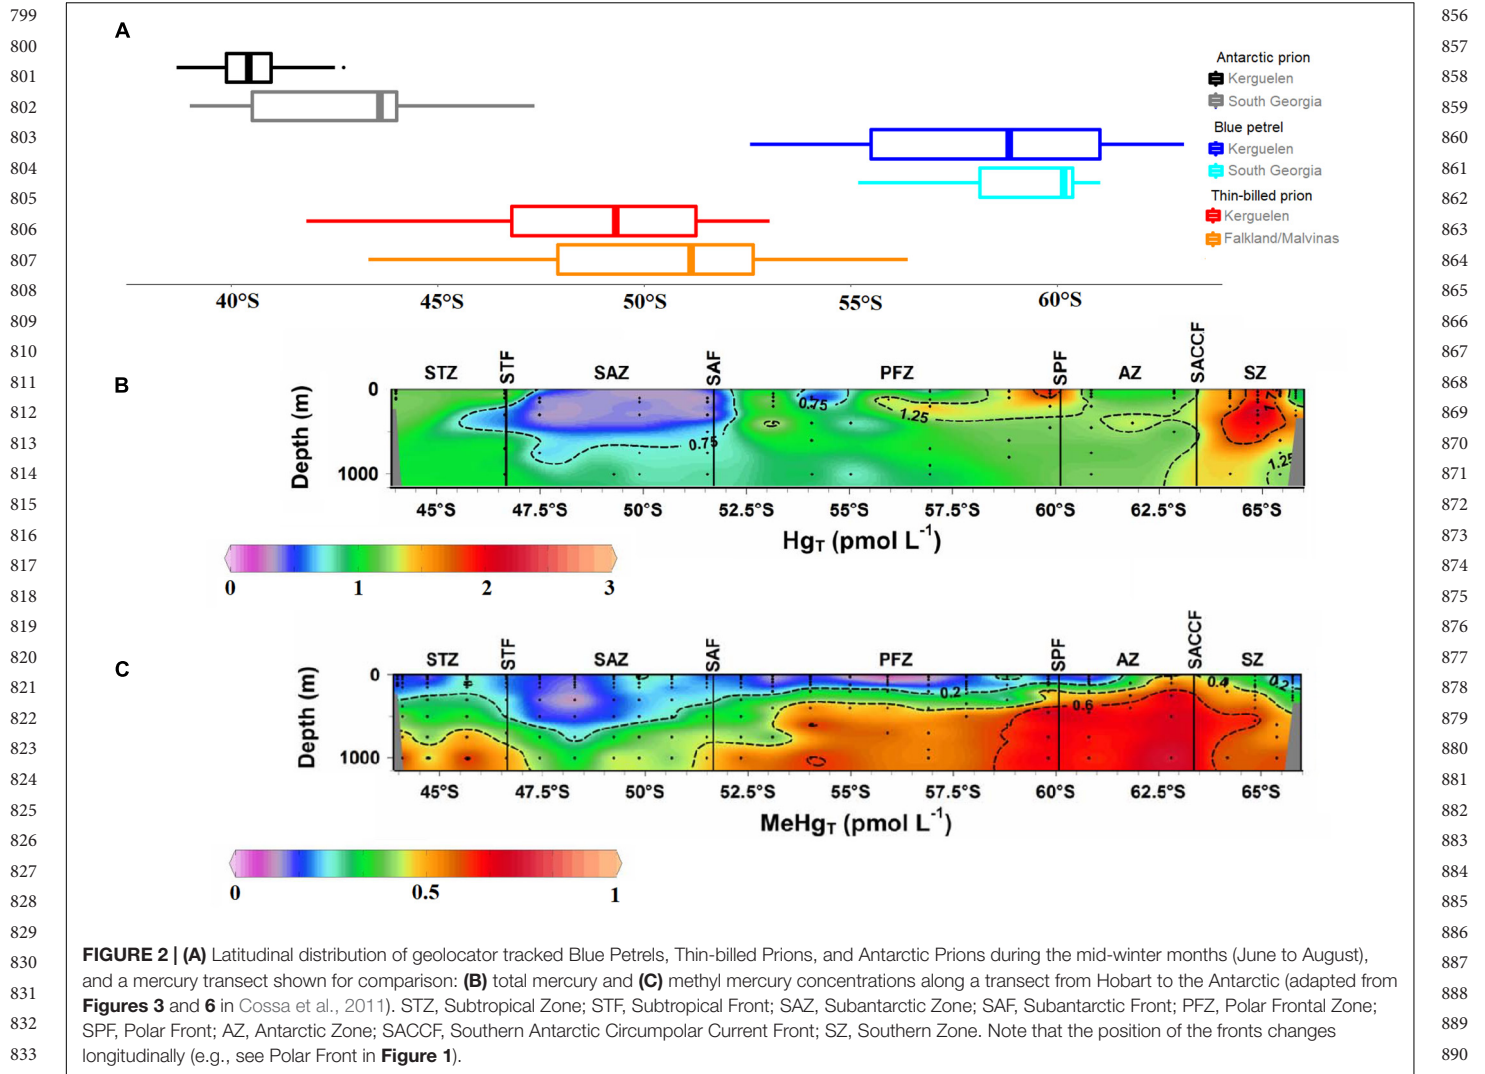 799
800
801
802
803
804
805
806
807
808
809
810
811
812
813
814
815
816
817
818
819
820
821
822
823
824
825
826
827
828
829
830
831
832
833
A
Antarctic prion
Kerguelen
South Georgia
Blue petrel
Kerguelen
South Georgia
Thin-billed prion
Kerguelen
Falkland/Malvinas
40°S 45°S 50°S 55°S 60°S
B
STZ STF SAZ SAF PFZ SPF AZ SACCF SZ
Depth (m)
0
1000
0.75 0.75 1.25 1.7 1.25
45°S 47.5°S 50°S 52.5°S 55°S 57.5°S 60°S 62.5°S 65°S
HgT (pmol L-1)
0 1 2 3
C
STZ STF SAZ SAF PFZ SPF AZ SACCF SZ
Depth (m)
0
1000
0.2 0.6 0.4 0.2
45°S 47.5°S 50°S 52.5°S 55°S 57.5°S 60°S 62.5°S 65°S
MeHgT (pmol L-1)
0 0.5 1
FIGURE 2 | (A) Latitudinal distribution of geolocator tracked Blue Petrels, Thin-billed Prions, and Antarctic Prions during the mid-winter months (June to August),
and a mercury transect shown for comparison: (B) total mercury and (C) methyl mercury concentrations along a transect from Hobart to the Antarctic (adapted from
Figures 3 and 6 in Cossa et al., 2011). STZ, Subtropical Zone; STF, Subtropical Front; SAZ, Subantarctic Zone; SAF, Subantarctic Front; PFZ, Polar Frontal Zone;
SPF, Polar Front; AZ, Antarctic Zone; SACCF, Southern Antarctic Circumpolar Current Front; SZ, Southern Zone. Note that the position of the fronts changes
longitudinally (e.g., see Polar Front in Figure 1).
856
857
858
859
860
861
862
863
864
865
866
867
868
869
870
871
872
873
874
875
876
877
878
879
880
881
882
883
884
885
886
887
888
889
890